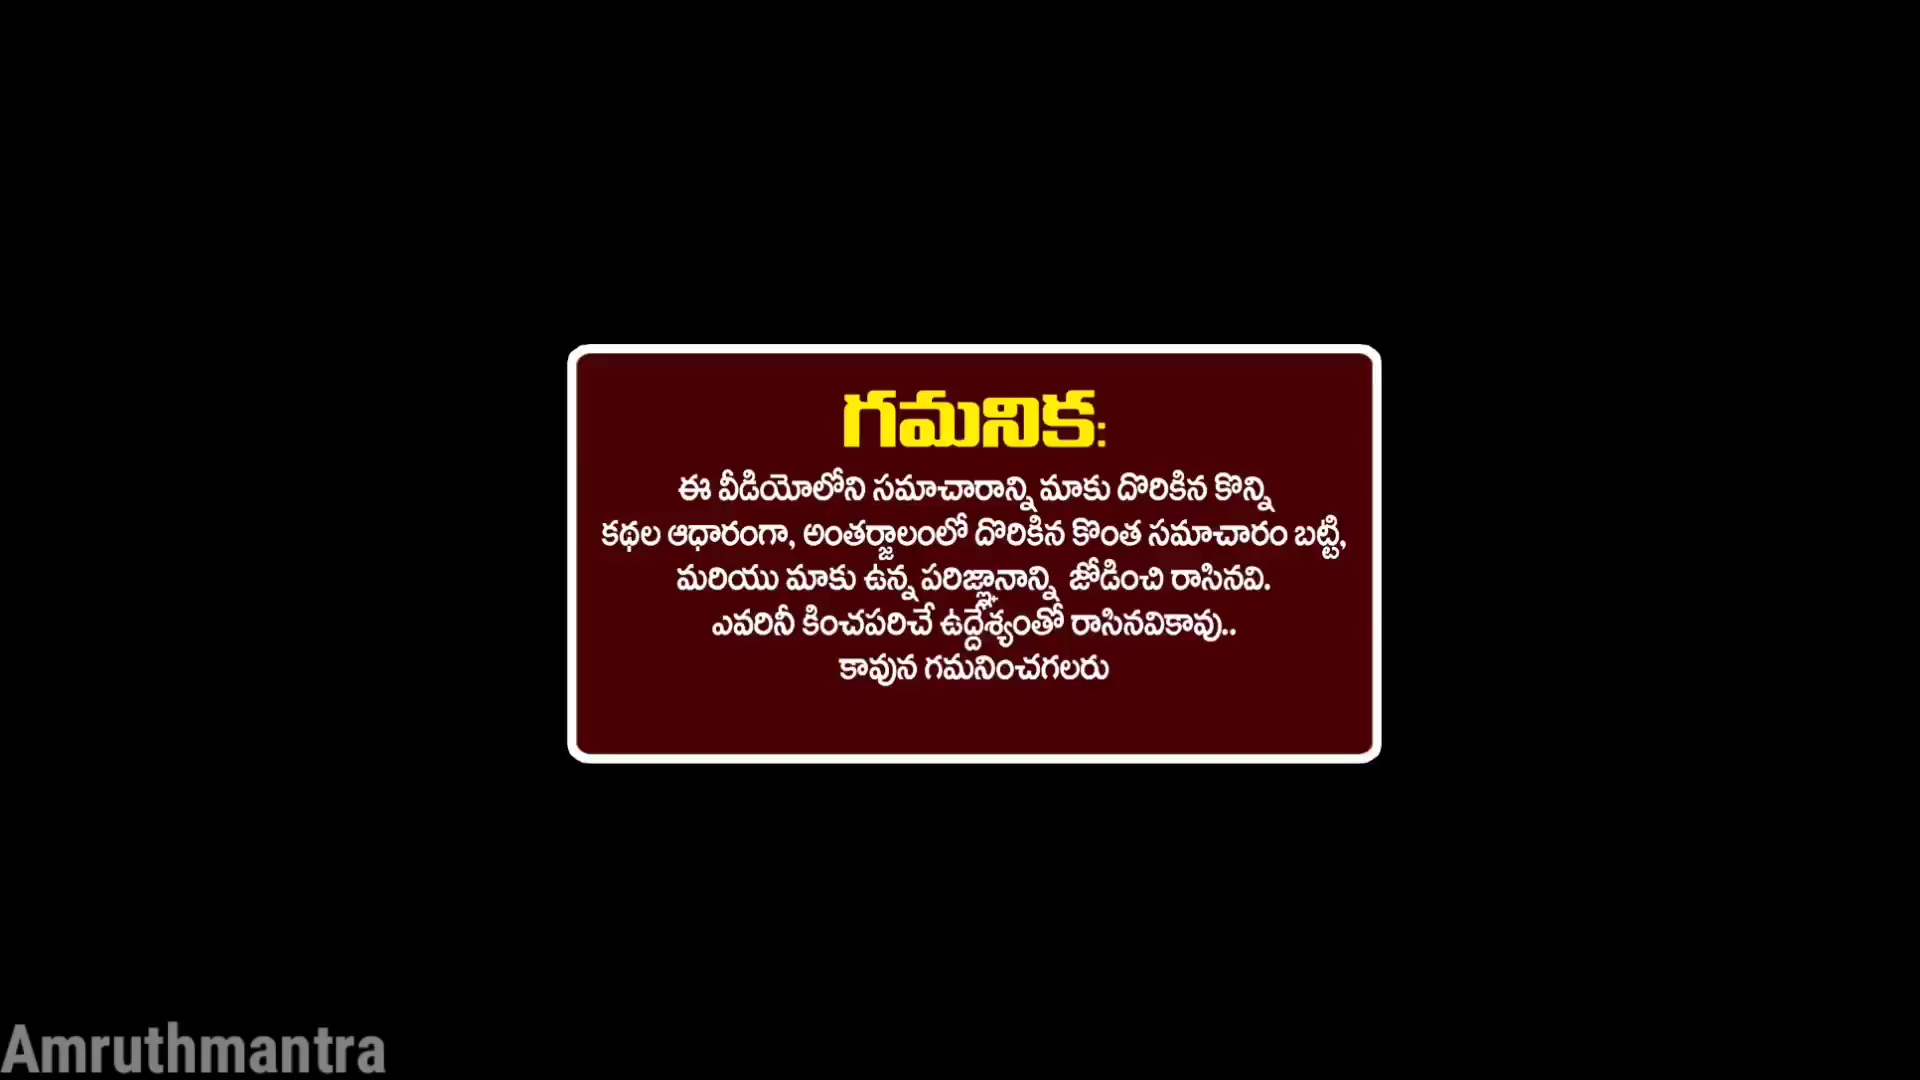 గమనిక:
ఈ వీడియోలోని సమాచారాన్ని మాకు దొరికిన కొన్ని
కథల ఆధారంగా, అంతర్జాలంలో దొరికిన కొంత సమాచారం బట్టి,
మరియు మాకు ఉన్న పరిజ్ఞానాన్ని జోడించి రాసినవి.
ఎవరినీ కించపరిచే ఉద్దేశ్యంతో రాసినవికావు..
కావున గమనించగలరు
Amruthmantra